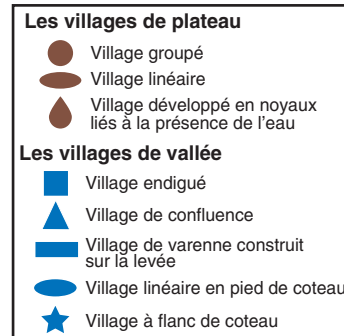 Les villages de plateau
Village groupé
Village linéaire
Village développé en noyaux
liés à la présence de l'eau
Les villages de vallée
Village endigué
Village de confluence
Village de varenne construit
sur la levée
Village linéaire en pied de coteau
Village à flanc de coteau